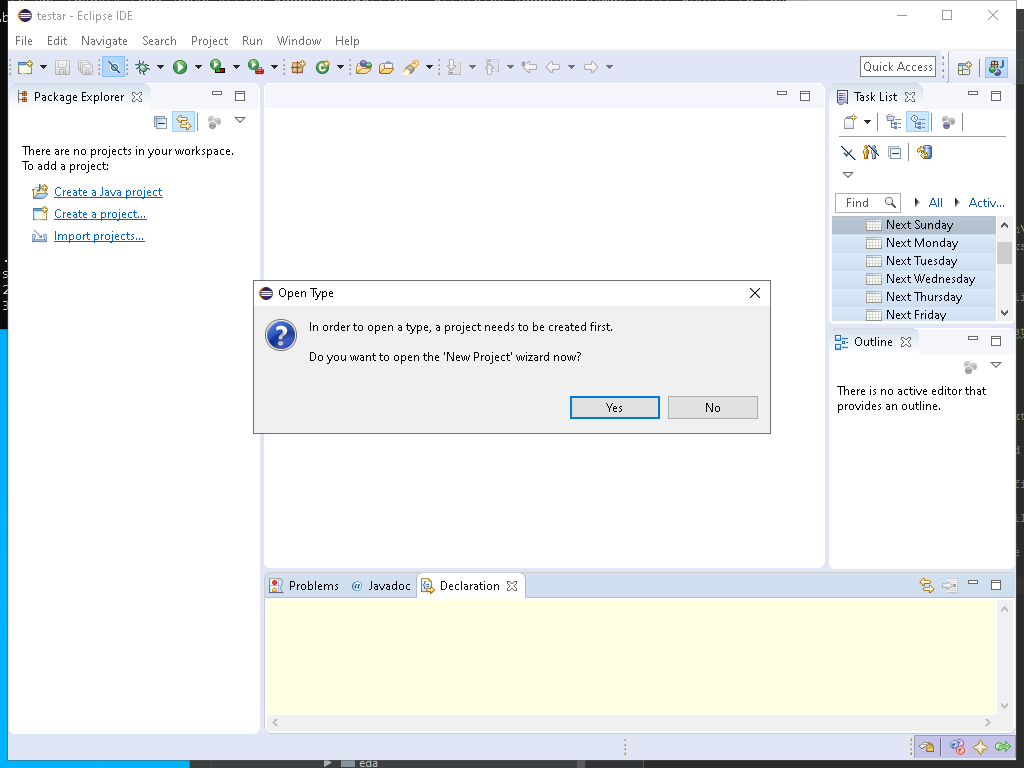 testar - Eclipse IDE
File Edit Navigate Search Project Run Window Help
Quick Access
Package Explorer
There are no projects in your workspace.
To add a project:
Create a Java project
Create a project...
Import projects...
Task List
Find All Activ...
Next Sunday
Next Monday
Next Tuesday
Next Wednesday
Next Thursday
Next Friday
Outline
There is no active editor that
provides an outline.
Open Type
In order to open a type, a project needs to be created first.
Do you want to open the 'New Project' wizard now?
Yes No
Problems @ Javadoc Declaration
eda